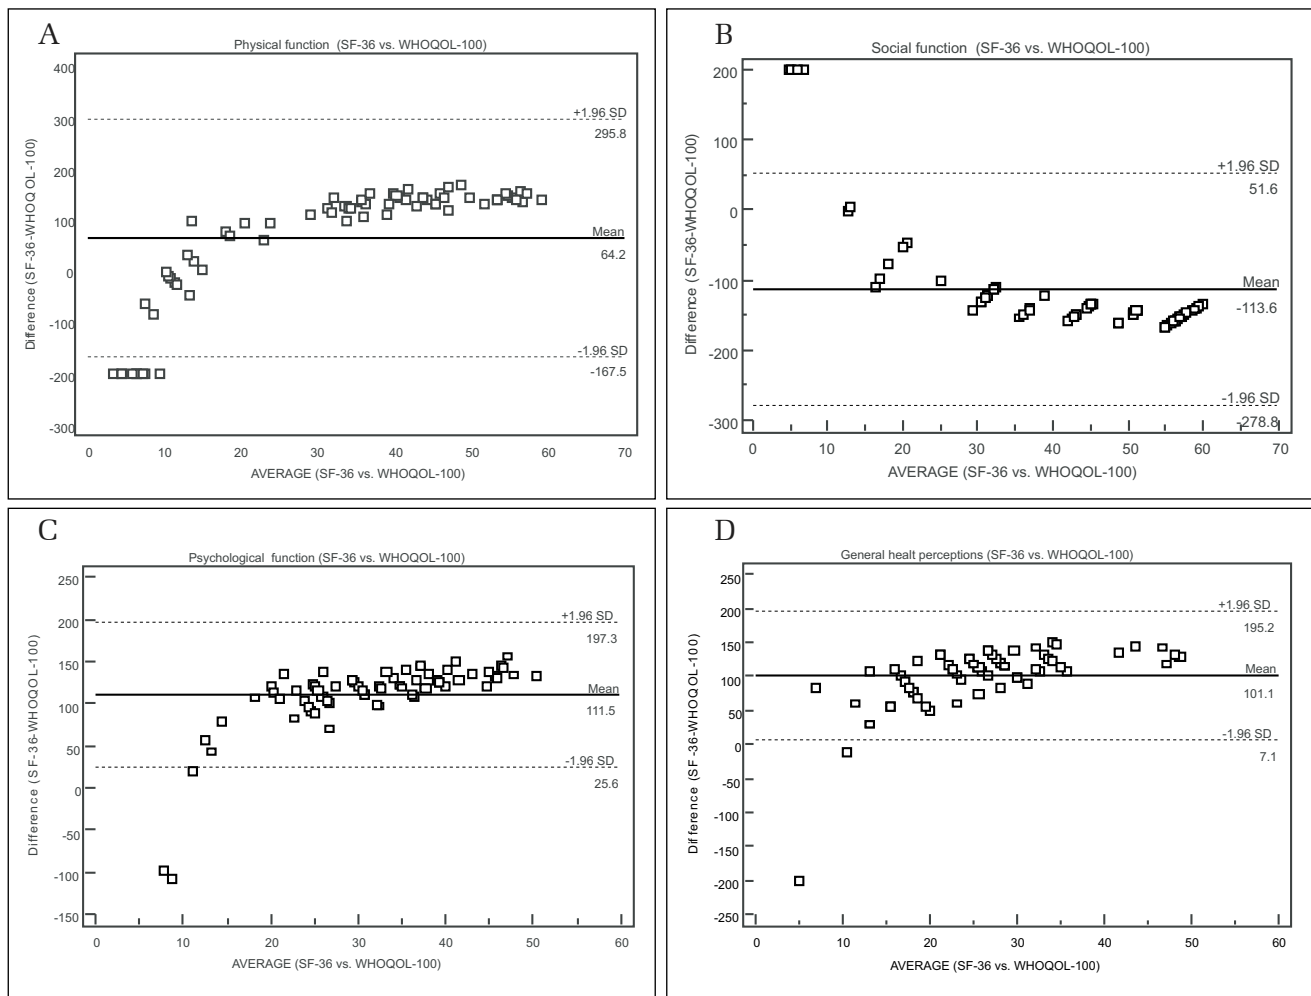 A
Physical function (SF-36 vs. WHOQOL-100)
400
300
200
100
0
-100
-200
-300
Difference (SF-36-WHOQOL-100)
+1.96 SD
295.8
Mean
64.2
-1.96 SD
-167.5
0 10 20 30 40 50 60 70
AVERAGE (SF-36 vs. WHOQOL-100)
B
Social function (SF-36 vs. WHOQOL-100)
200
100
0
-100
-200
-300
Difference (SF-36-WHOQOL-100)
+1.96 SD
51.6
Mean
-113.6
-1.96 SD
-278.8
0 10 20 30 40 50 60 70
AVERAGE (SF-36 vs. WHOQOL-100)
C
Psychological function (SF-36 vs. WHOQOL-100)
250
200
150
100
50
0
-50
-100
-150
Difference (SF-36-WHOQOL-100)
+1.96 SD
197.3
Mean
111.5
-1.96 SD
25.6
0 10 20 30 40 50 60
AVERAGE (SF-36 vs. WHOQOL-100)
D
General healt perceptions (SF-36 vs. WHOQOL-100)
250
200
150
100
50
0
-50
-100
-150
-200
-250
Difference (SF-36-WHOQOL-100)
+1.96 SD
195.2
Mean
101.1
-1.96 SD
7.1
0 10 20 30 40 50 60
AVERAGE (SF-36 vs. WHOQOL-100)